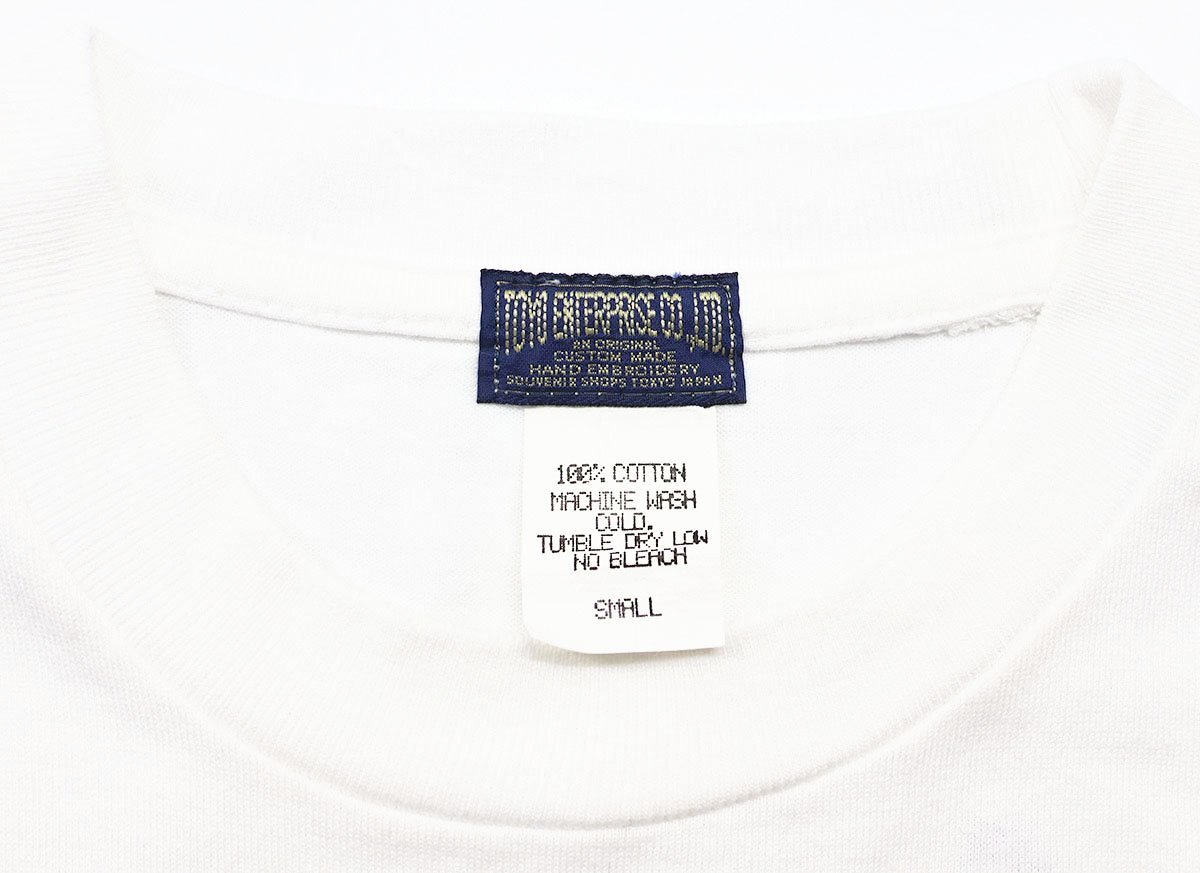 TOYO ENTERPRISE CO., LTD.
AN ORIGINAL
CUSTOM MADE
HAND EMBROIDERY
SOUVENIR SHOPS TOKYO JAPAN
100% COTTON
MACHINE WASH
COLD.
TUMBLE DRY LOW
NO BLEACH
SMALL